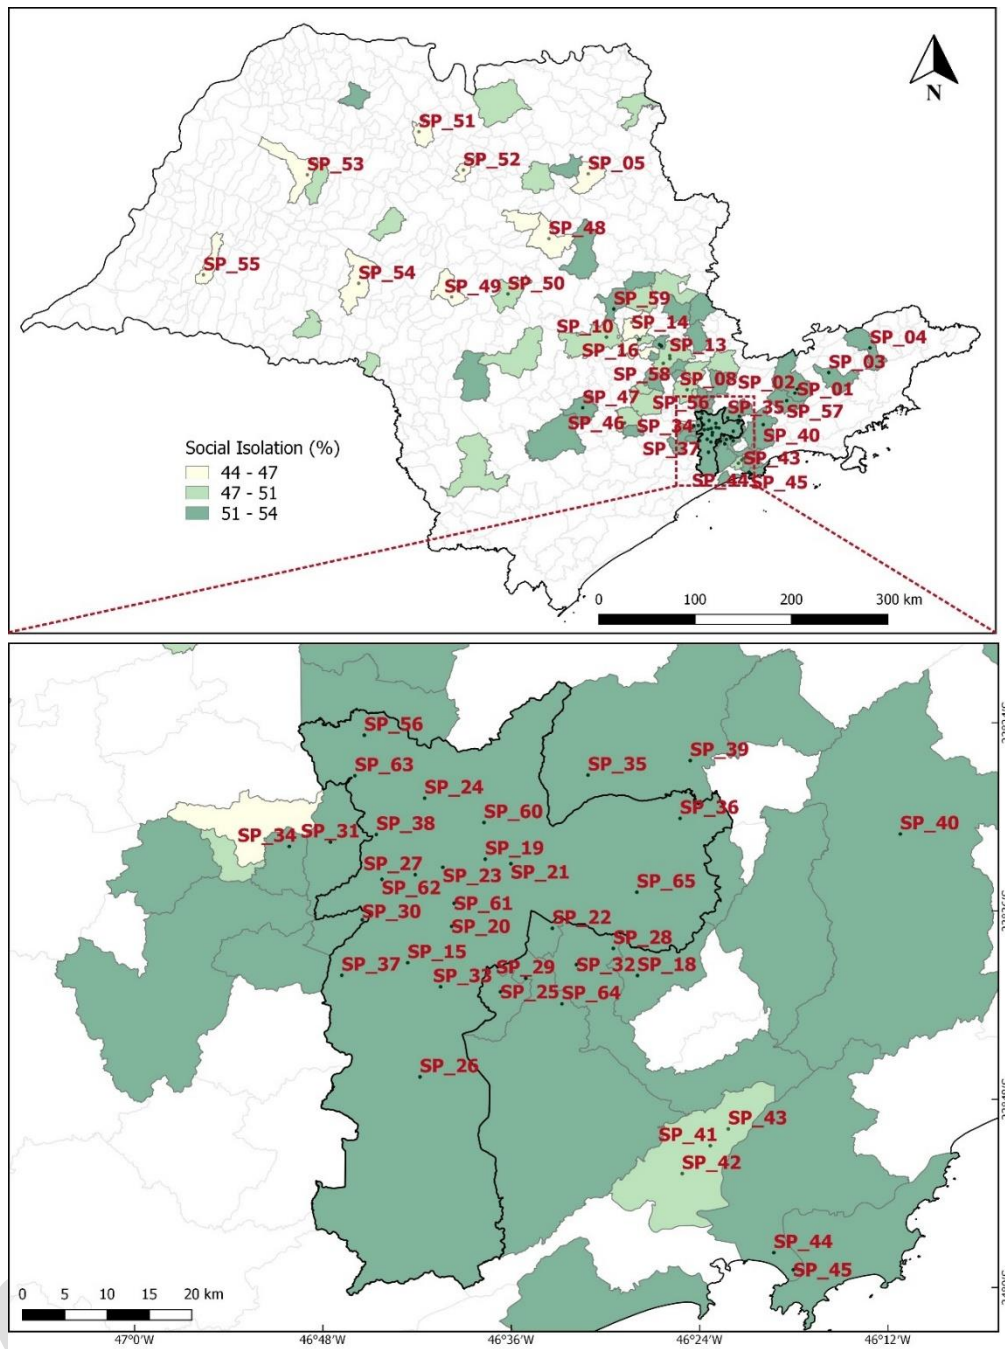 N
SP_51
SP_53
SP_52
SP_05
SP_48
SP_55
SP_54
SP_49
SP_50
SP_59
SP_10
SP_14
SP_16
SP_13
SP_04
SP_58
SP_08
SP_02
SP_03
SP_01
SP_47
SP_56
SP_35
SP_57
SP_46
SP_34
SP_40
SP_37
SP_43
SP_44
SP_45
Social Isolation (%)
44 - 47
47 - 51
51 - 54
0 100 200 300 km
SP_56
SP_39
SP_63
SP_35
SP_24
SP_60
SP_36
SP_34
SP_31
SP_38
SP_40
SP_19
SP_27
SP_23
SP_21
SP_62
SP_65
SP_61
SP_30
SP_22
SP_20
SP_28
SP_15
SP_37
SP_33
SP_29
SP_32
SP_18
SP_25
SP_64
SP_26
SP_43
SP_41
SP_42
SP_44
SP_45
0 5 10 15 20 km
47°0'W 46°48'W 46°36'W 46°24'W 46°12'W